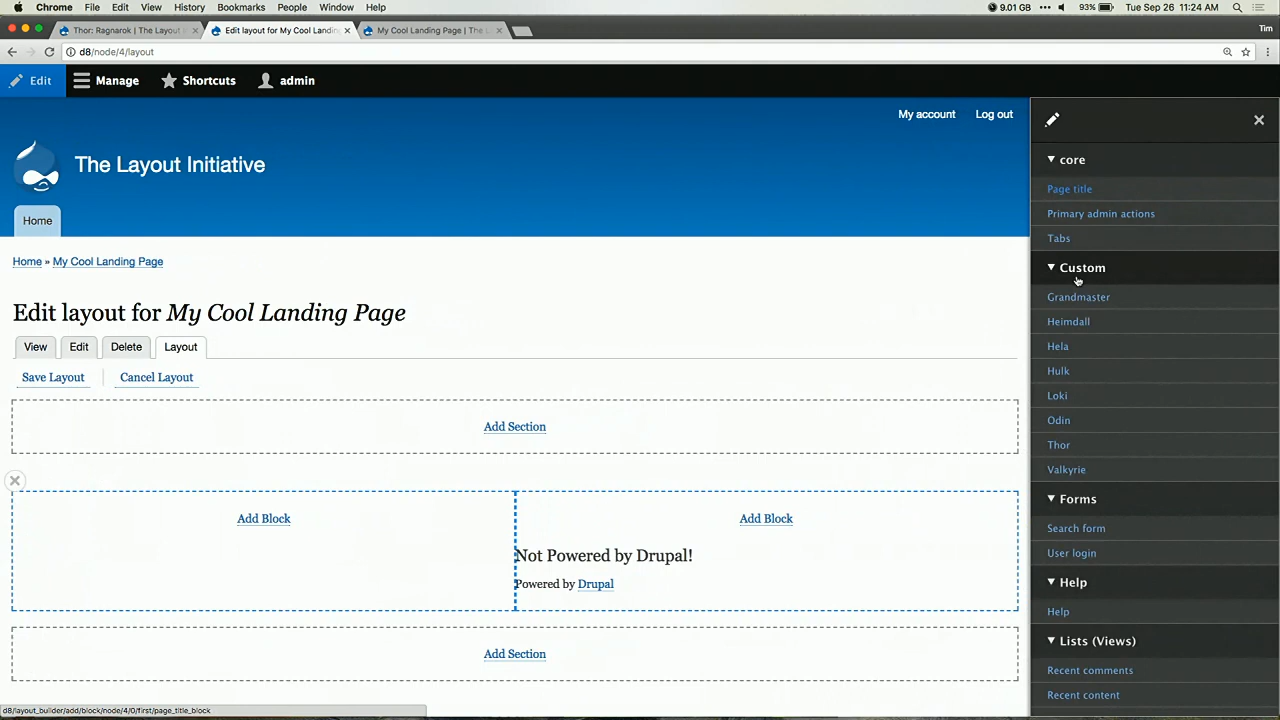 Chrome File Edit View History Bookmarks People Window Help 9.01 GB 93% Tue Sep 26 11:24 AM
Thor: Ragnarok | The Layout Edit layout for My Cool Landing My Cool Landing Page | The Tim
d8/node/4/layout
Edit Manage Shortcuts admin
My account Log out
The Layout Initiative
Home
Home » My Cool Landing Page
Edit layout for My Cool Landing Page
View Edit Delete Layout
Save Layout Cancel Layout
Add Section
Add Block Add Block
Not Powered by Drupal!
Powered by Drupal
Add Section
core
Page title
Primary admin actions
Tabs
Custom
Grandmaster
Heimdall
Hela
Hulk
Loki
Odin
Thor
Valkyrie
Forms
Search form
User login
Help
Help
Lists (Views)
Recent comments
Recent content
d8/layout_builder/add/block/node/4/0/first/page_title_block